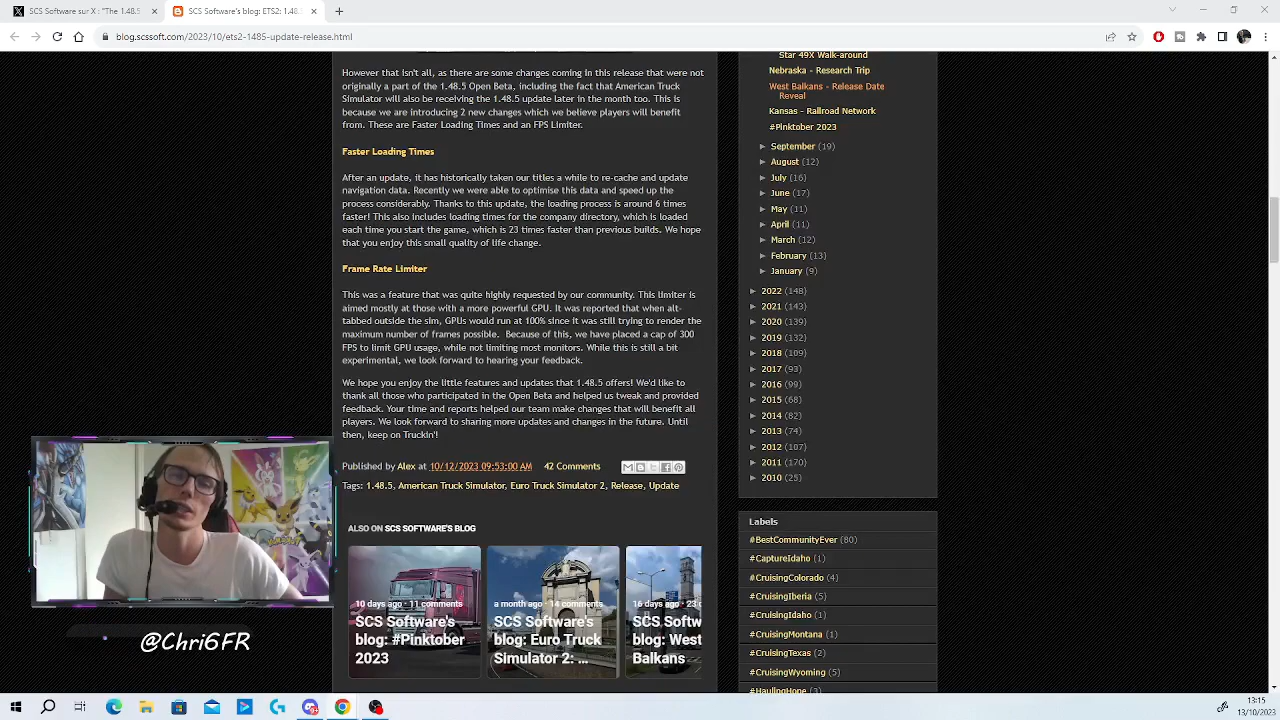 SCS Software sur X : "The 1.48.5
SCS Software's blog: ETS2: 1.48.
blog.scssoft.com/2023/10/ets2-1485-update-release.html
However that isn't all, as there are some changes coming in this release that were not
originally a part of the 1.48.5 Open Beta, including the fact that American Truck
Simulator will also be receiving the 1.48.5 update later in the month too. This is
because we are introducing 2 new changes which we believe players will benefit
from. These are Faster Loading Times and an FPS Limiter.
Faster Loading Times
After an update, it has historically taken our titles a while to re-cache and update
navigation data. Recently we were able to optimise this data and speed up the
process considerably. Thanks to this update, the loading process is around 6 times
faster! This also includes loading times for the company directory, which is loaded
each time you start the game, which is 23 times faster than previous builds. We hope
that you enjoy this small quality of life change.
Frame Rate Limiter
This was a feature that was quite highly requested by our community. This limiter is
aimed mostly at those with a more powerful GPU. It was reported that when alt-
tabbed outside the sim, GPUs would run at 100% since it was still trying to render the
maximum number of frames possible. Because of this, we have placed a cap of 300
FPS to limit GPU usage, while not limiting most monitors. While this is still a bit
experimental, we look forward to hearing your feedback.
We hope you enjoy the little features and updates that 1.48.5 offers! We'd like to
thank all those who participated in the Open Beta and helped us tweak and provided
feedback. Your time and reports helped our team make changes that will benefit all
players. We look forward to sharing more updates and changes in the future. Until
then, keep on Truckin'!
Published by Alex at 10/12/2023 09:53:00 AM 42 Comments
Tags: 1.48.5, American Truck Simulator, Euro Truck Simulator 2, Release, Update
ALSO ON SCS SOFTWARE'S BLOG
10 days ago · 11 comments
SCS Software's
blog: #Pinktober
2023
a month ago · 14 comments
SCS Software's
blog: Euro Truck
Simulator 2: ...
16 days ago · 23 c
SCS Softw
blog: West
Balkans
Star 49X Walk-around
Nebraska - Research Trip
West Balkans - Release Date
Reveal
Kansas - Railroad Network
#Pinktober 2023
► September (19)
► August (12)
► July (16)
► June (17)
► May (11)
► April (11)
► March (12)
► February (13)
► January (9)
► 2022 (148)
► 2021 (143)
► 2020 (139)
► 2019 (132)
► 2018 (109)
► 2017 (93)
► 2016 (99)
► 2015 (68)
► 2014 (82)
► 2013 (74)
► 2012 (107)
► 2011 (170)
► 2010 (25)
Labels
#BestCommunityEver (80)
#CaptureIdaho (1)
#CruisingColorado (4)
#CruisingIberia (5)
#CruisingIdaho (1)
#CruisingMontana (1)
#CruisingTexas (2)
#CruisingWyoming (5)
#HaulingHope (3)
@Chri6FR
13:15
13/10/2023